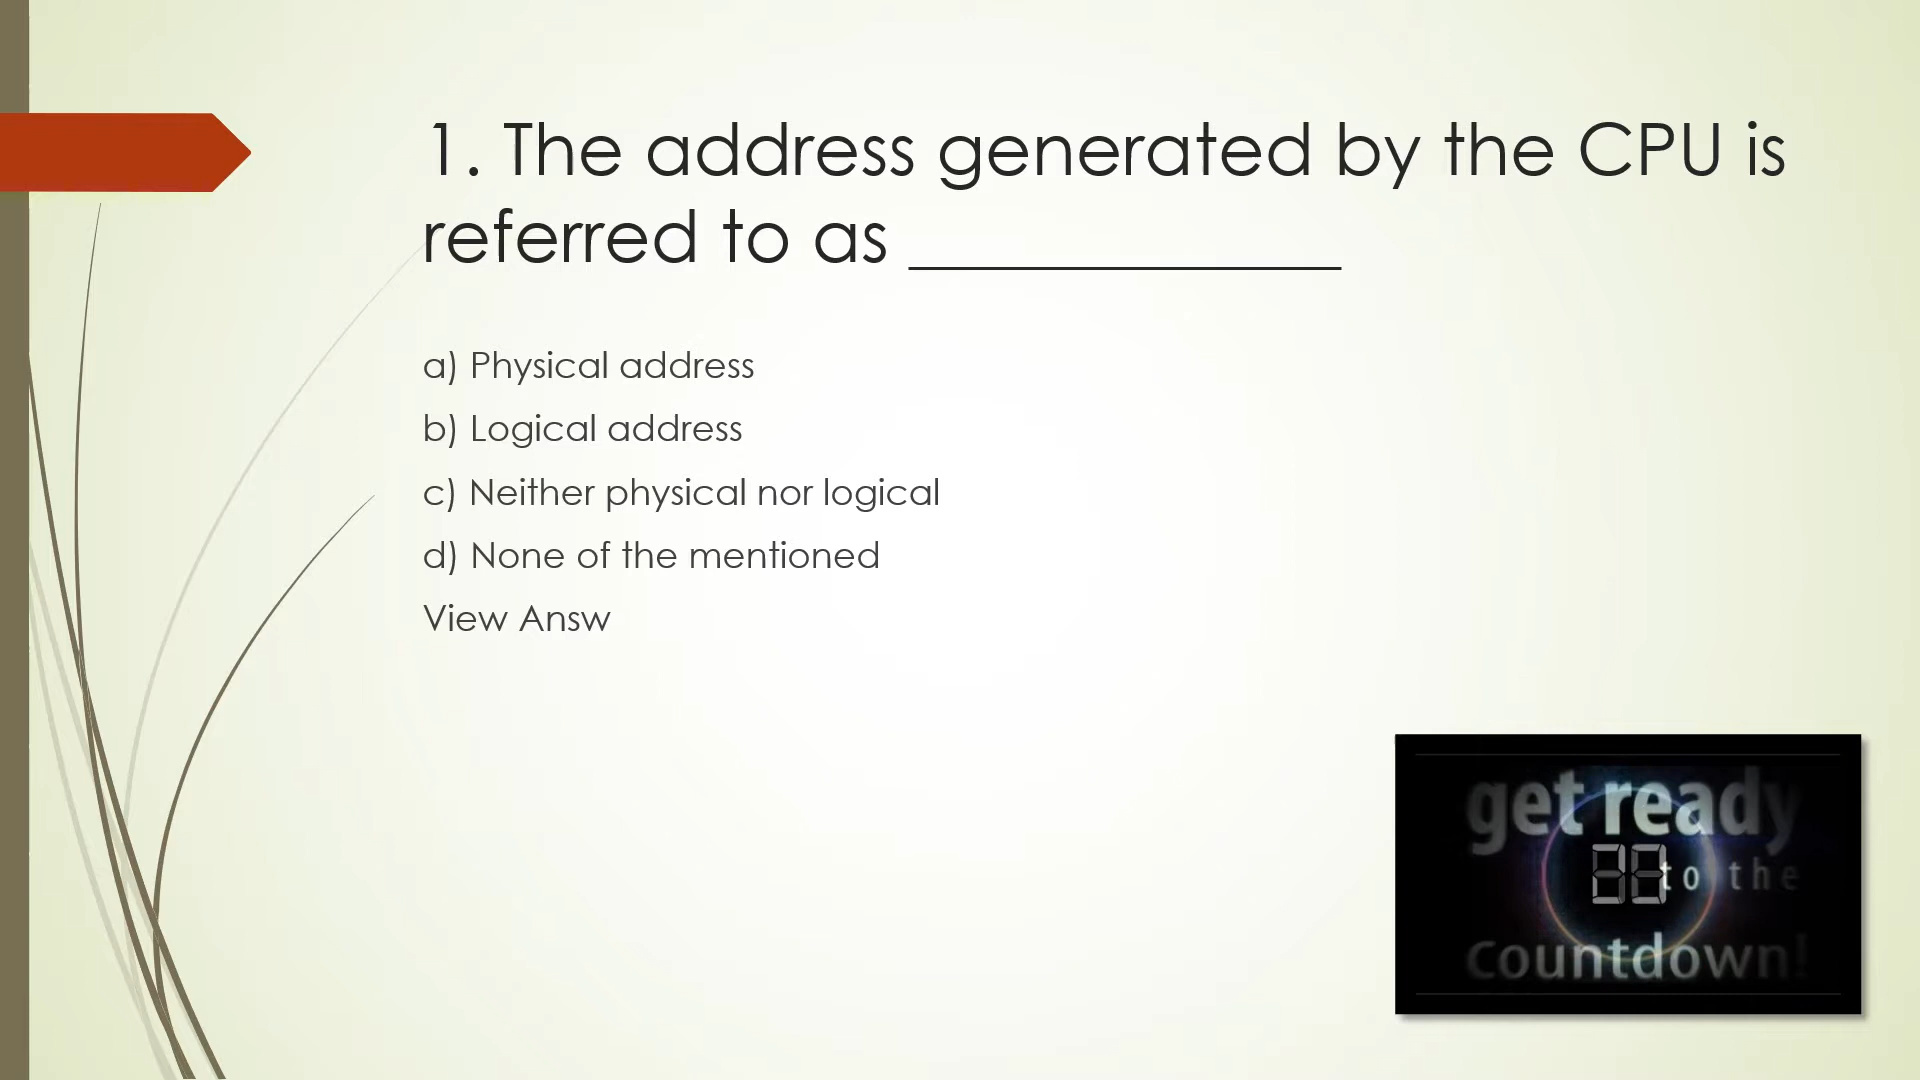 1. The address generated by the CPU is
referred to as ____________
a) Physical address
b) Logical address
c) Neither physical nor logical
d) None of the mentioned
View Answ
get ready
to the
countdown!